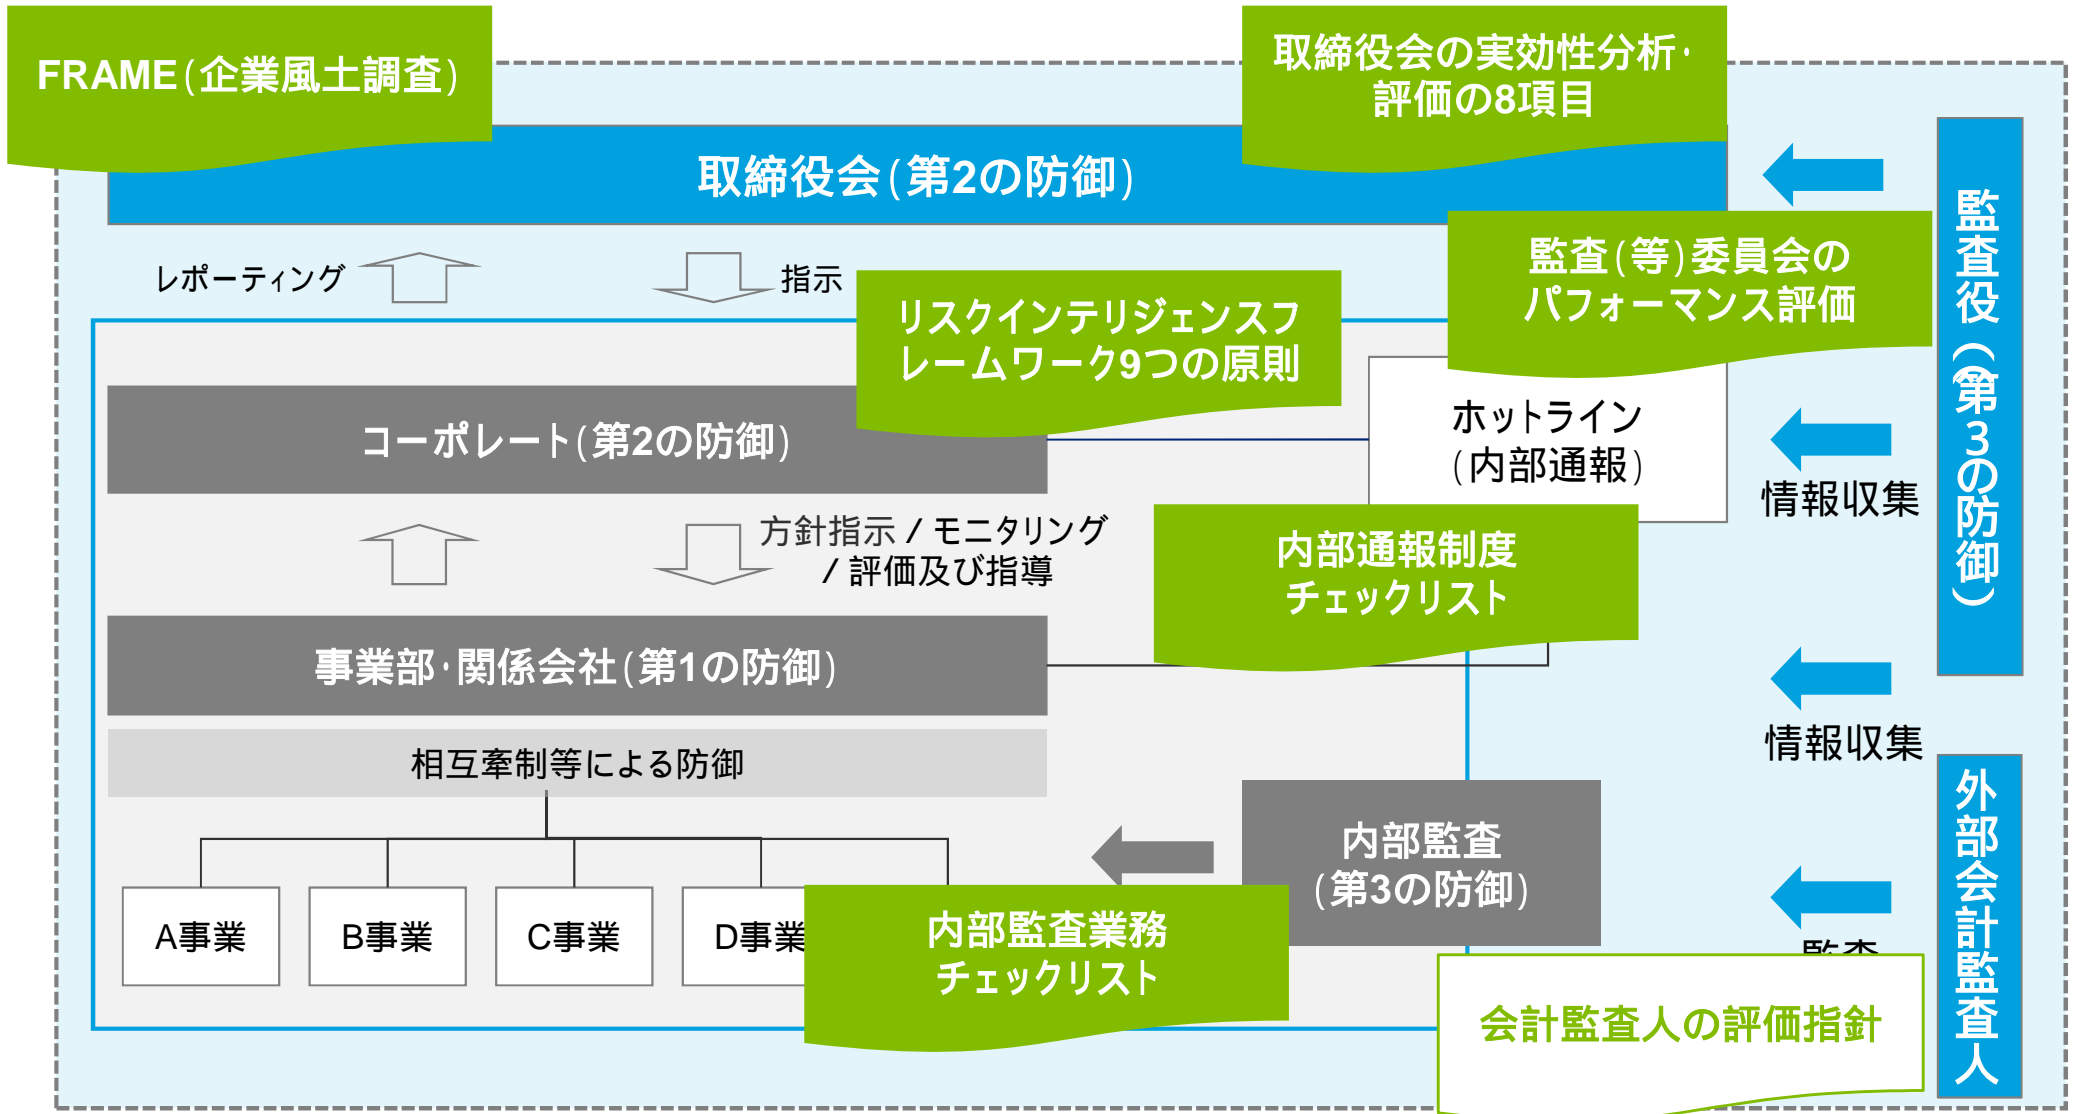 FRAME(企業風土調査)
取締役会の実効性分析・
評価の8項目
取締役会(第2の防御)
監査(等)委員会の
パフォーマンス評価
レポーティング
指示
リスクインテリジェンスフ
レームワーク9つの原則
コーポレート(第2の防御)
ホットライン
(内部通報)
情報収集
監査役(第3の防御)
方針指示 / モニタリング
/ 評価及び指導
内部通報制度
チェックリスト
事業部・関係会社(第1の防御)
情報収集
相互牽制等による防御
内部監査
(第3の防御)
A事業
B事業
C事業
D事業
内部監査業務
チェックリスト
監査
会計監査人の評価指針
外部会計監査人